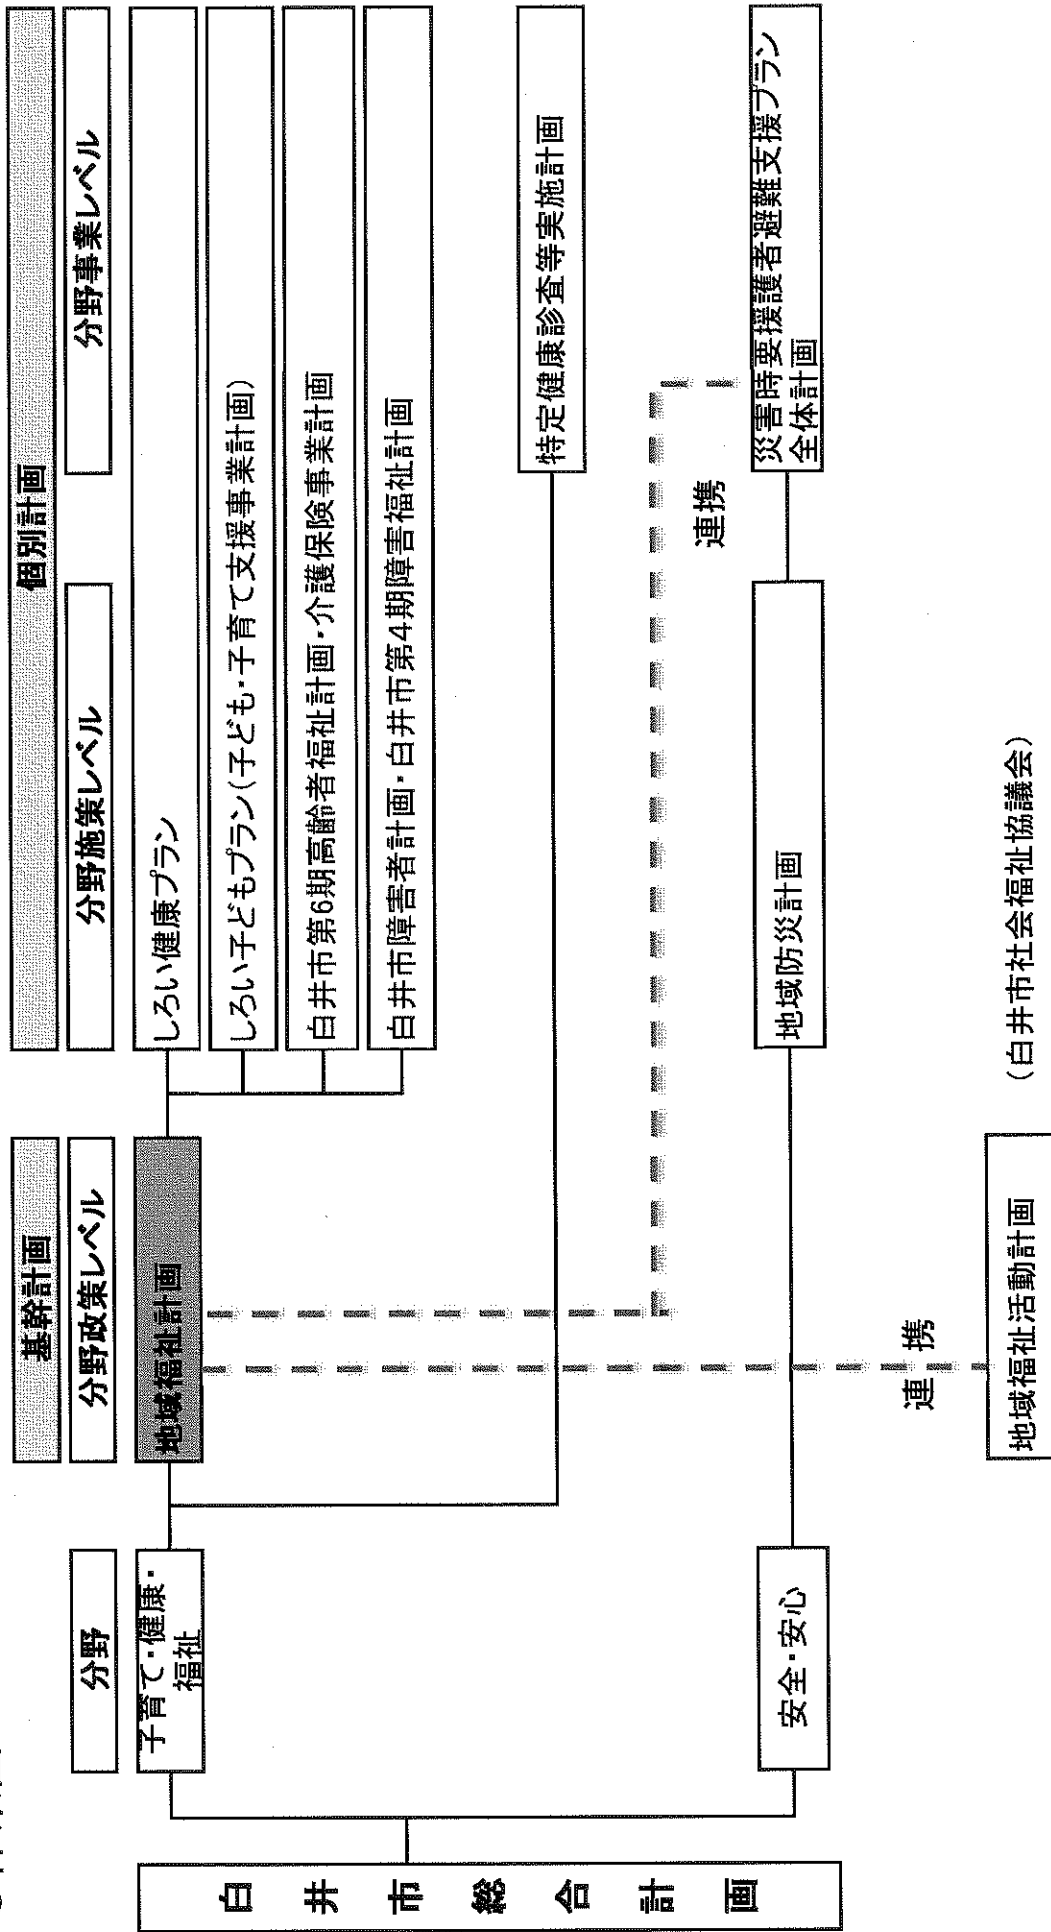 基幹計画
個別計画
分野
分野政策レベル
分野施策レベル
分野事業レベル
白井市総合計画
子育て・健康・
福祉
地域福祉計画
しろい健康プラン
しろい子どもプラン(子ども・子育て支援事業計画)
白井市第6期高齢者福祉計画・介護保険事業計画
白井市障害者計画・白井市第4期障害福祉計画
特定健康診査等実施計画
連携
安全・安心
地域防災計画
災害時要援護者避難支援プラン
全体計画
連 携
地域福祉活動計画
(白井市社会福祉協議会)